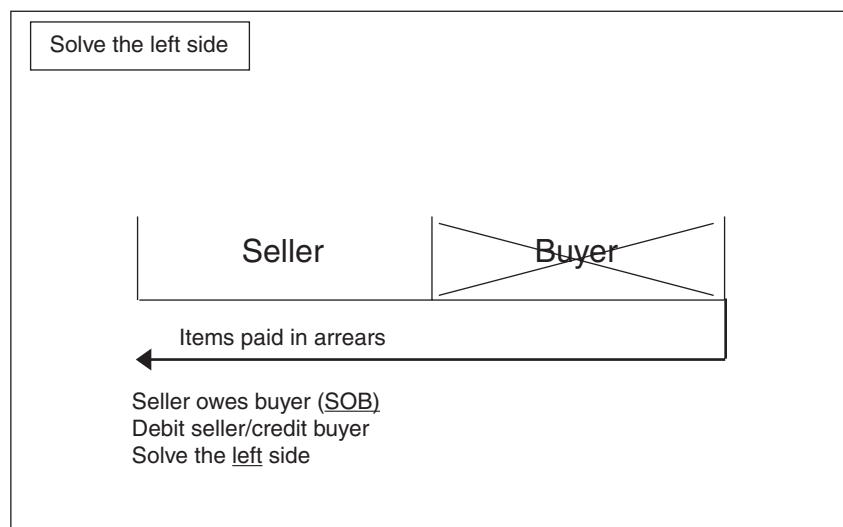 Solve the left side
Seller
Buyer
Items paid in arrears
Seller owes buyer (SOB)
Debit seller/credit buyer
Solve the left side